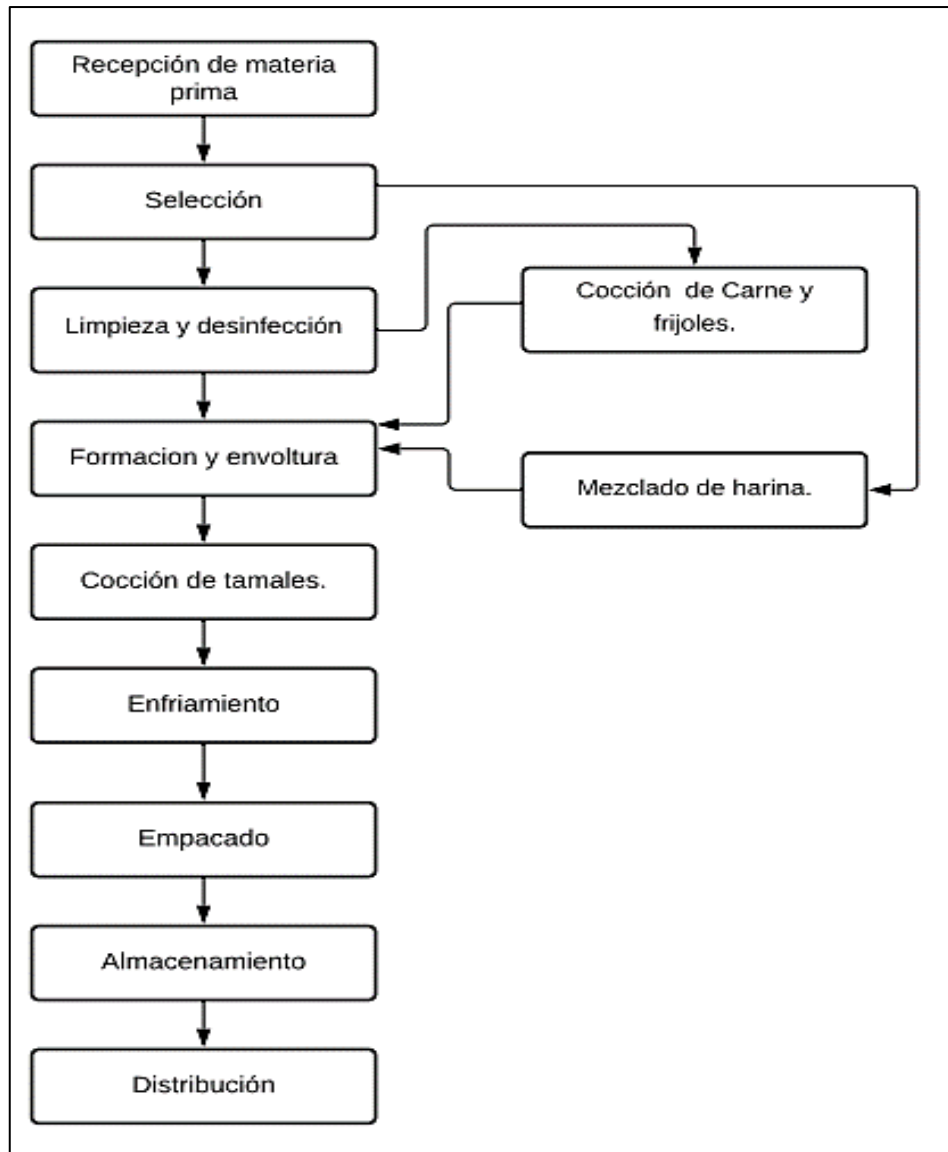 Recepción de materia
prima
Selección
Limpieza y desinfección
Cocción de Carne y
frijoles.
Formacion y envoltura
Mezclado de harina.
Cocción de tamales.
Enfriamiento
Empacado
Almacenamiento
Distribución